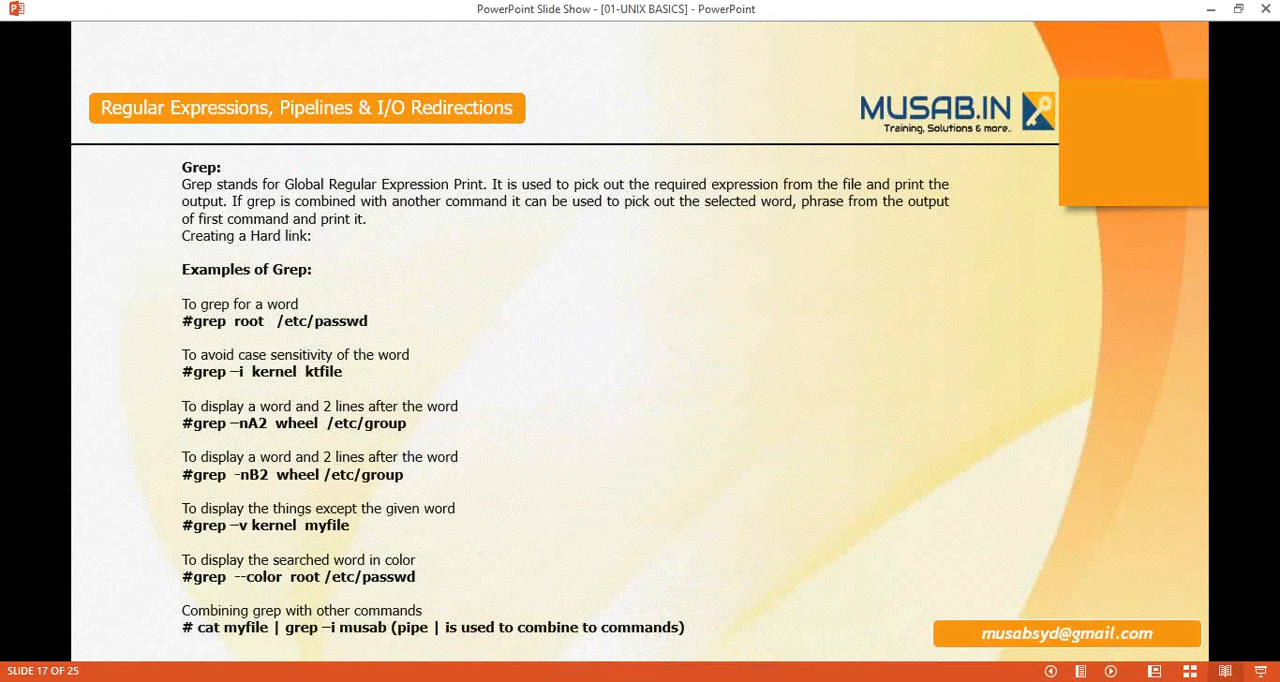 PowerPoint Slide Show - [01-UNIX BASICS] - PowerPoint
Regular Expressions, Pipelines & I/O Redirections
MUSAB.IN
Training, Solutions & more..
Grep:
Grep stands for Global Regular Expression Print. It is used to pick out the required expression from the file and print the
output. If grep is combined with another command it can be used to pick out the selected word, phrase from the output
of first command and print it.
Creating a Hard link:
Examples of Grep:
To grep for a word
#grep root /etc/passwd
To avoid case sensitivity of the word
#grep –i kernel ktfile
To display a word and 2 lines after the word
#grep –nA2 wheel /etc/group
To display a word and 2 lines after the word
#grep -nB2 wheel /etc/group
To display the things except the given word
#grep –v kernel myfile
To display the searched word in color
#grep --color root /etc/passwd
Combining grep with other commands
# cat myfile | grep –i musab (pipe | is used to combine to commands)
musabsyd@gmail.com
SLIDE 17 OF 25